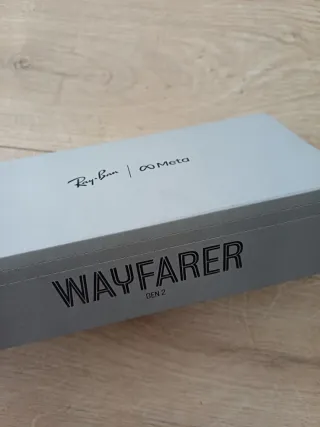 Ray-Ban | ∞ Meta
WAYFARER
GEN 2